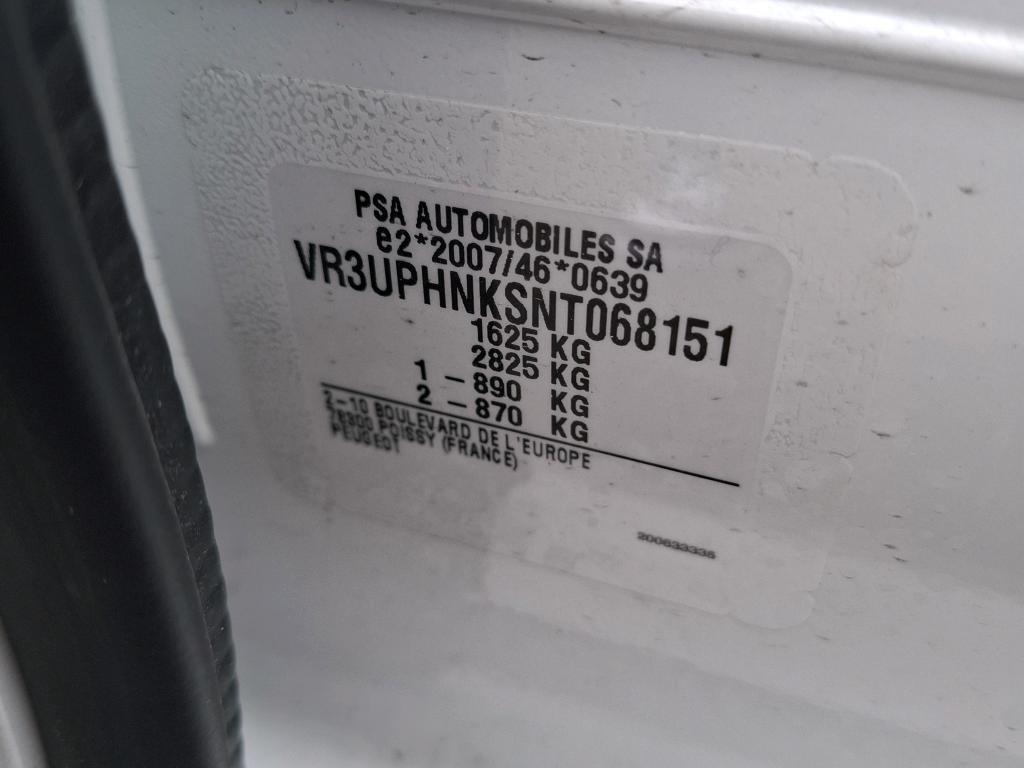 PSA AUTOMOBILES SA
e2*2007/46*0639
VR3UPHNKSNT068151
1625 KG
2825 KG
1 - 890 KG
2 - 870 KG
2-10 BOULEVARD DE L'EUROPE
78300 POISSY (FRANCE)
PEUGEOT